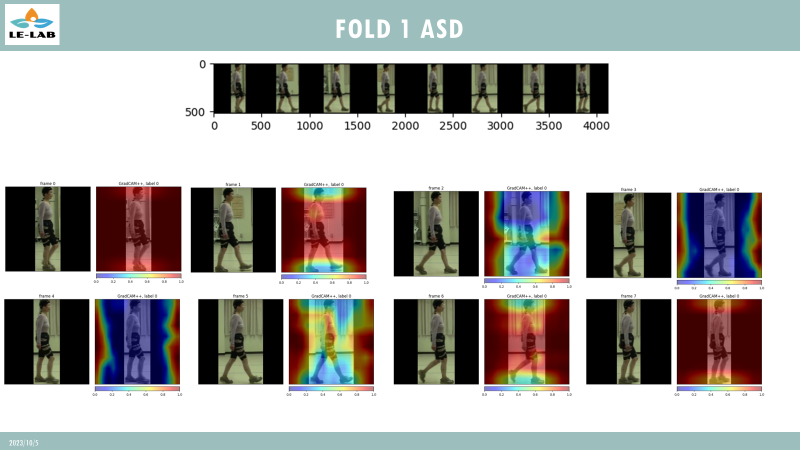 LE-LAB
FOLD 1 ASD
0
500
0 500 1000 1500 2000 2500 3000 3500 4000
frame 0 GradCAM++, label 0 frame 1 GradCAM++, label 0 frame 2 GradCAM++, label 0 frame 3 GradCAM++, label 0
0.0 0.2 0.4 0.6 0.8 1.0 0.0 0.2 0.4 0.6 0.8 1.0 0.0 0.2 0.4 0.6 0.8 1.0 0.0 0.2 0.4 0.6 0.8 1.0
frame 4 GradCAM++, label 0 frame 5 GradCAM++, label 0 frame 6 GradCAM++, label 0 frame 7 GradCAM++, label 0
0.0 0.2 0.4 0.6 0.8 1.0 0.0 0.2 0.4 0.6 0.8 1.0 0.0 0.2 0.4 0.6 0.8 1.0 0.0 0.2 0.4 0.6 0.8 1.0
2023/10/5